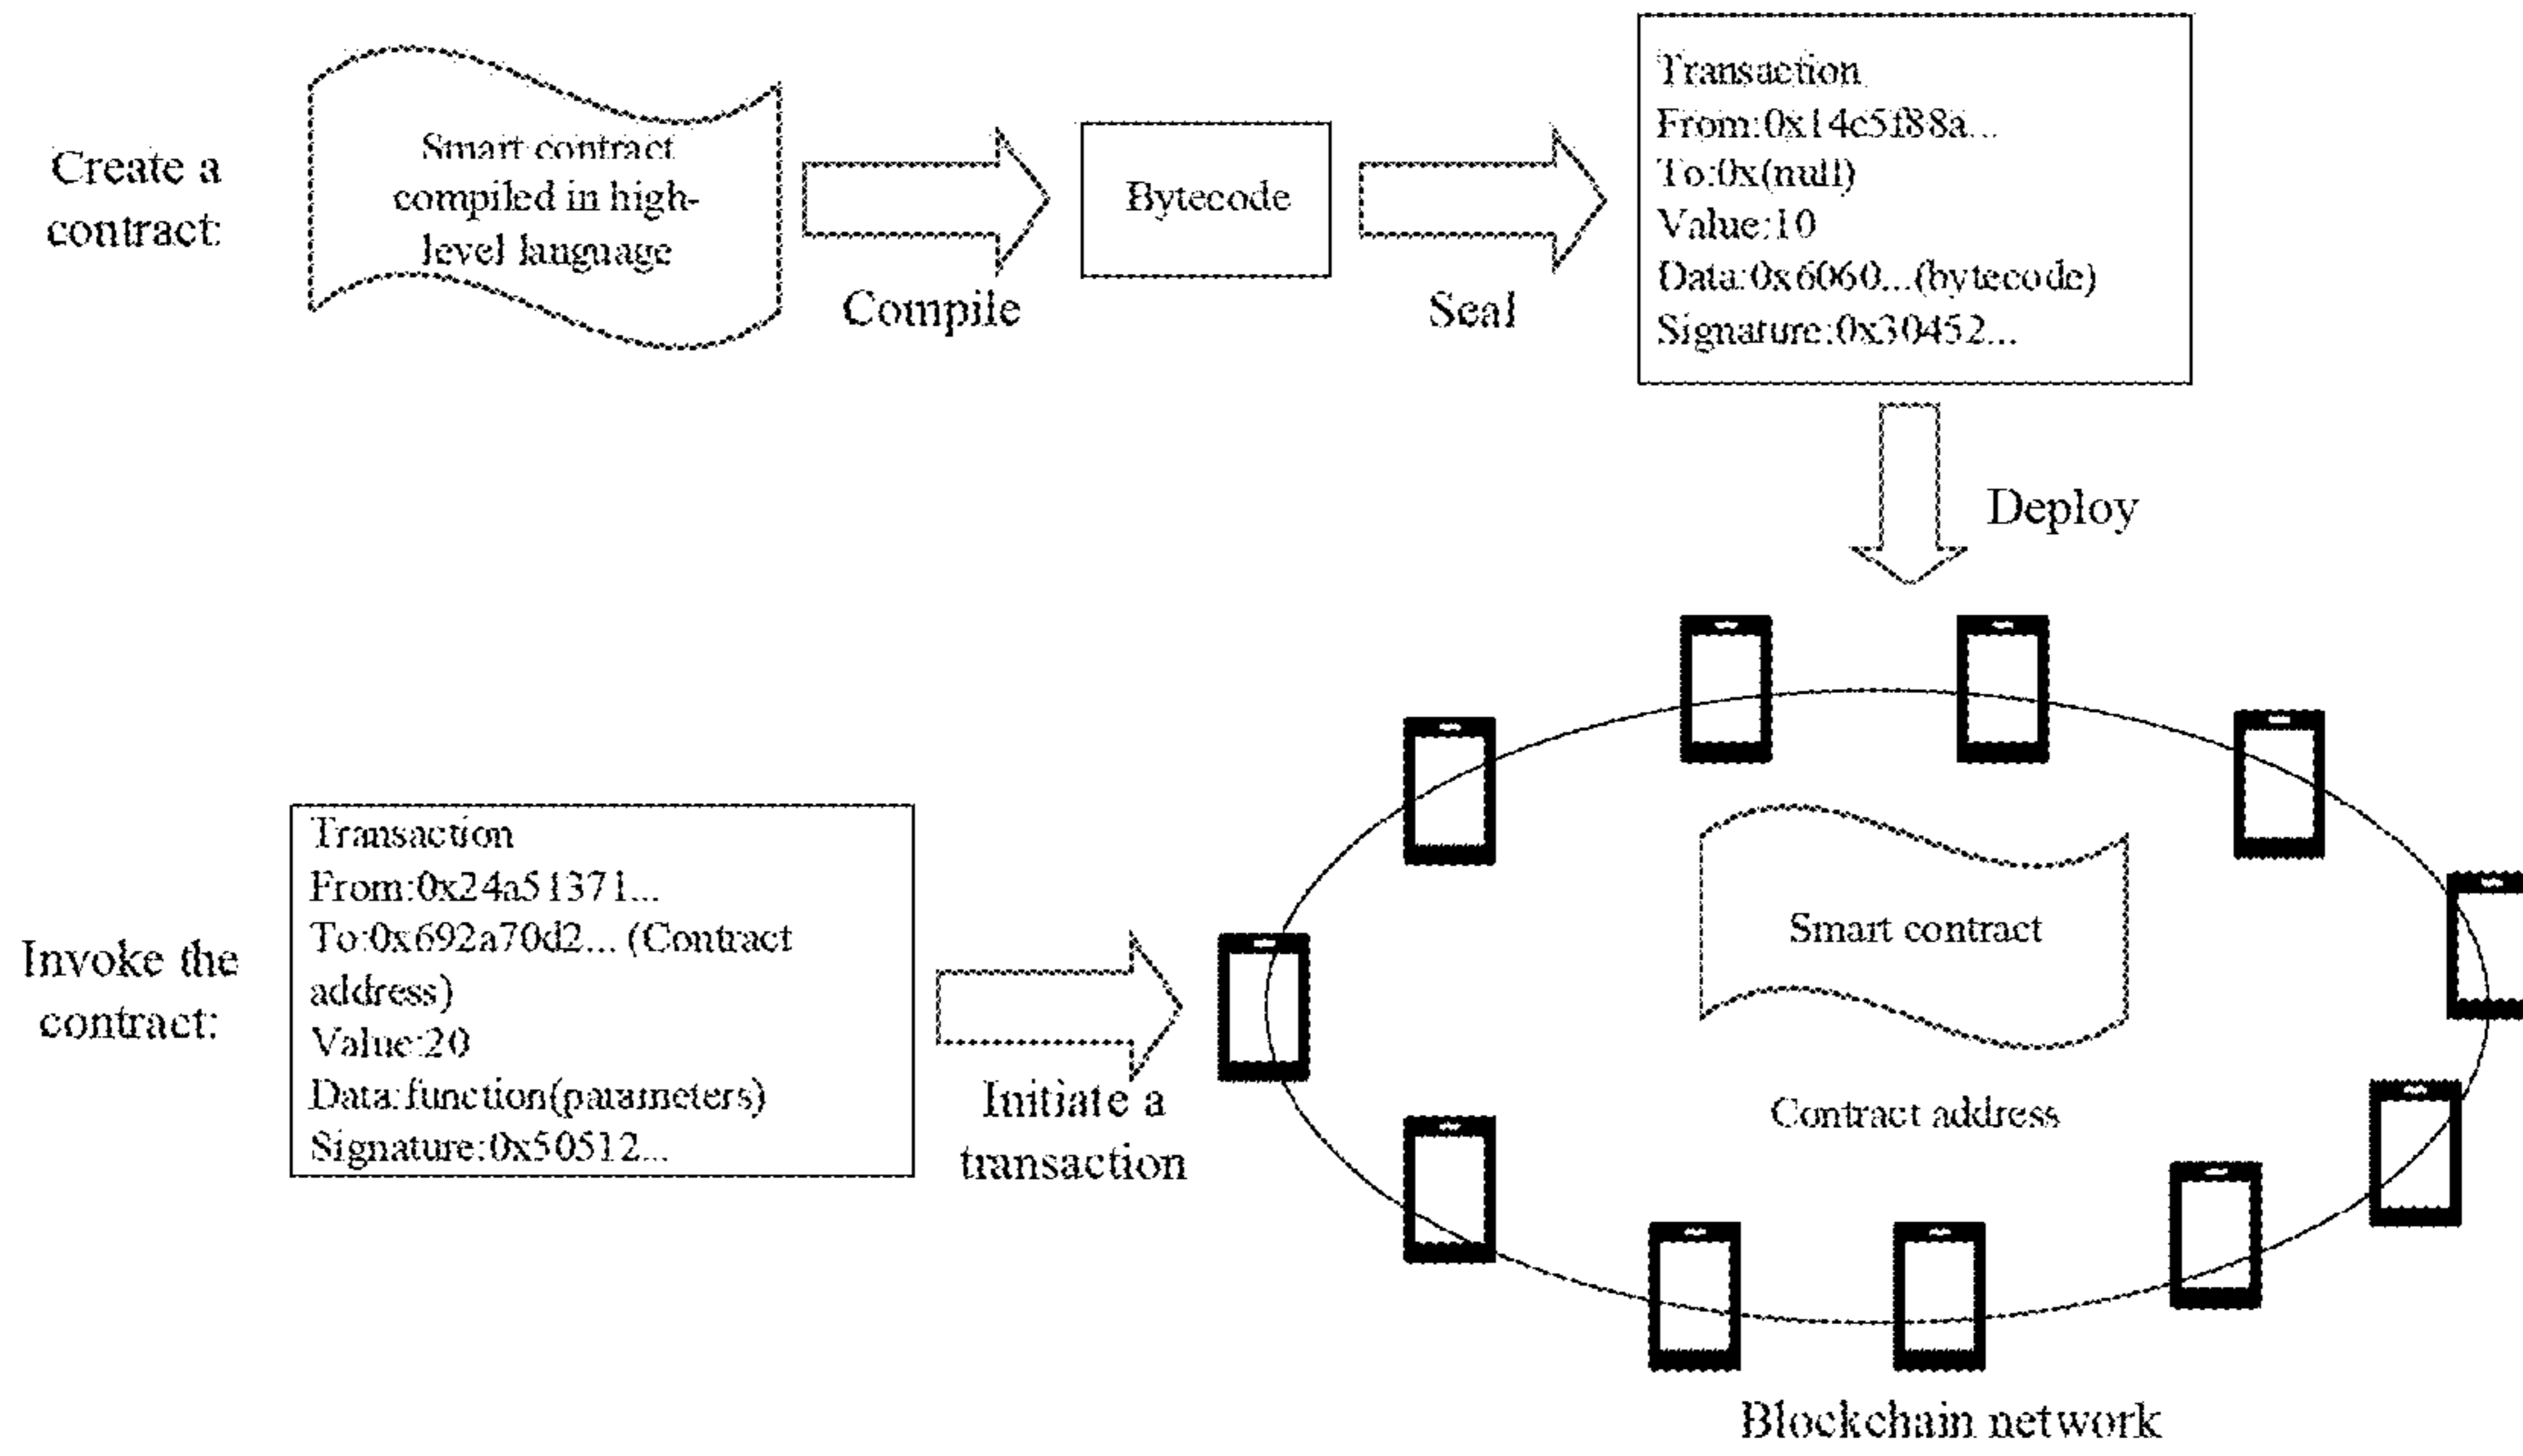 Create a
contract:
Smart contract
compiled in high-
level language
Compile
Bytecode
Seal
Transaction
From:0x14c5f88a...
To:0x(null)
Value:10
Data:0x6060...(bytecode)
Signature:0x30452...
Deploy
Invoke the
contract:
Transaction
From:0x24a51371...
To:0x692a70d2... (Contract
address)
Value:20
Data:function(parameters)
Signature:0x50512...
Initiate a
transaction
Smart contract
Contract address
Blockchain network